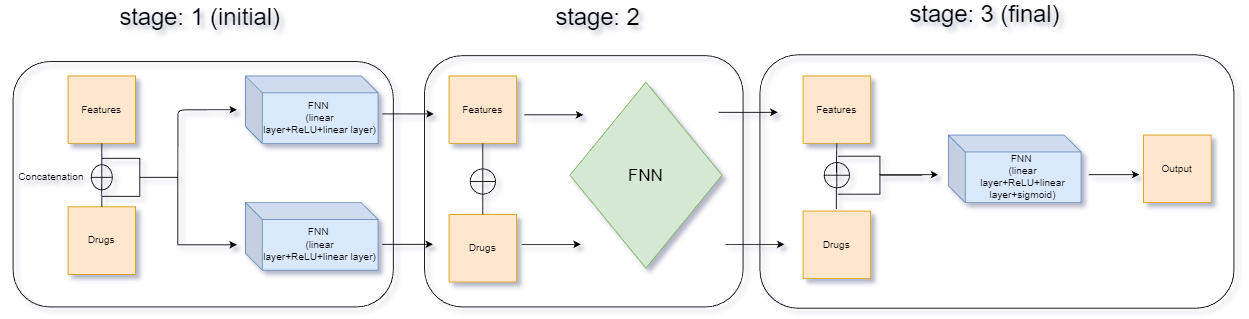 stage: 1 (initial)
stage: 2
stage: 3 (final)
Features
Concatenation
Drugs
FNN
(linear
layer+ReLU+linear layer)
FNN
(linear
layer+ReLU+linear layer)
Features
Drugs
FNN
Features
Drugs
FNN
(linear
layer+ReLU+linear
layer+sigmoid)
Output